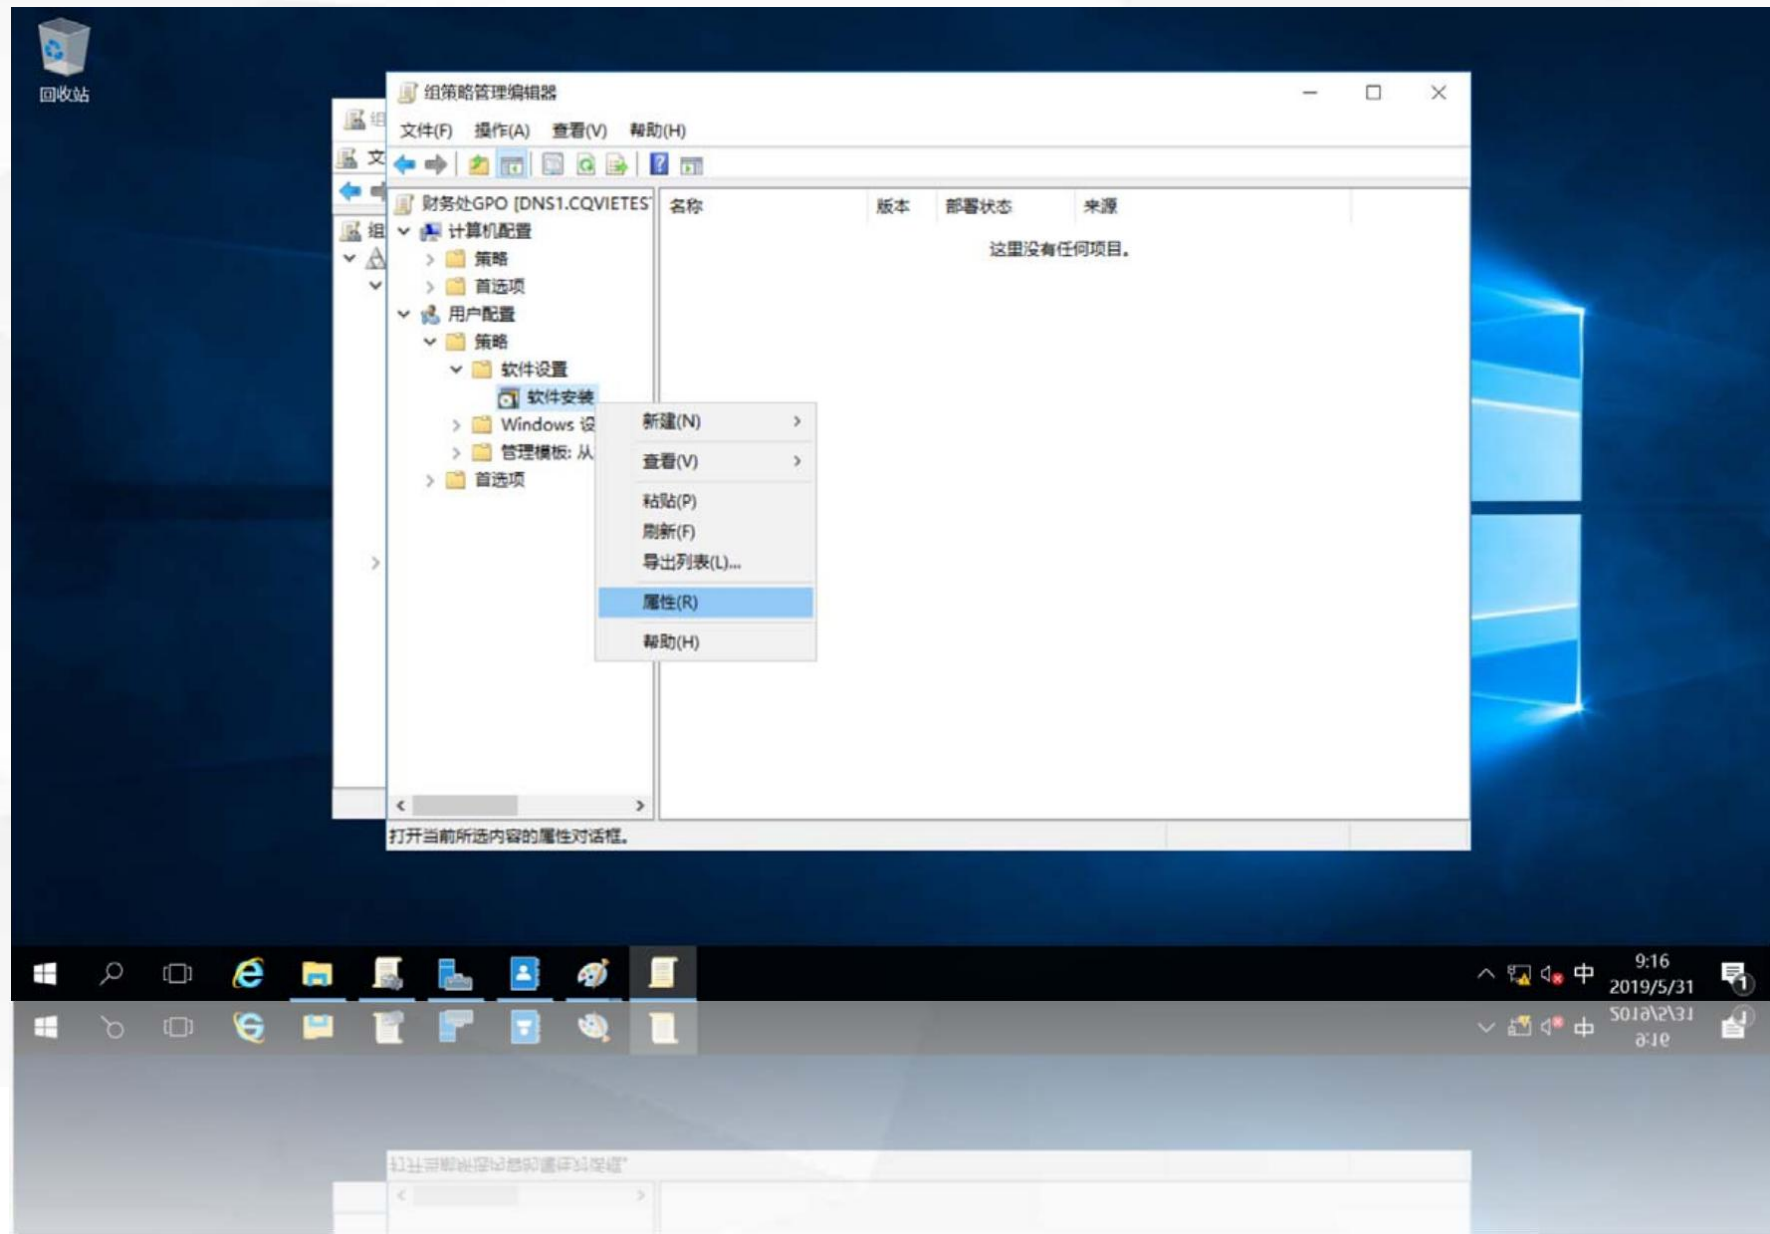 回收站
组策略管理编辑器
组
文件(F) 操作(A) 查看(V) 帮助(H)
文
财务处GPO [DNS1.CQVIETES
名称 版本 部署状态 来源
组
计算机配置
这里没有任何项目。
策略
首选项
用户配置
策略
软件设置
软件安装
Windows 设
管理模板: 从
首选项
新建(N)
查看(V)
粘贴(P)
刷新(F)
导出列表(L)...
属性(R)
帮助(H)
打开当前所选内容的属性对话框。
中
9:16
2019/5/31
1